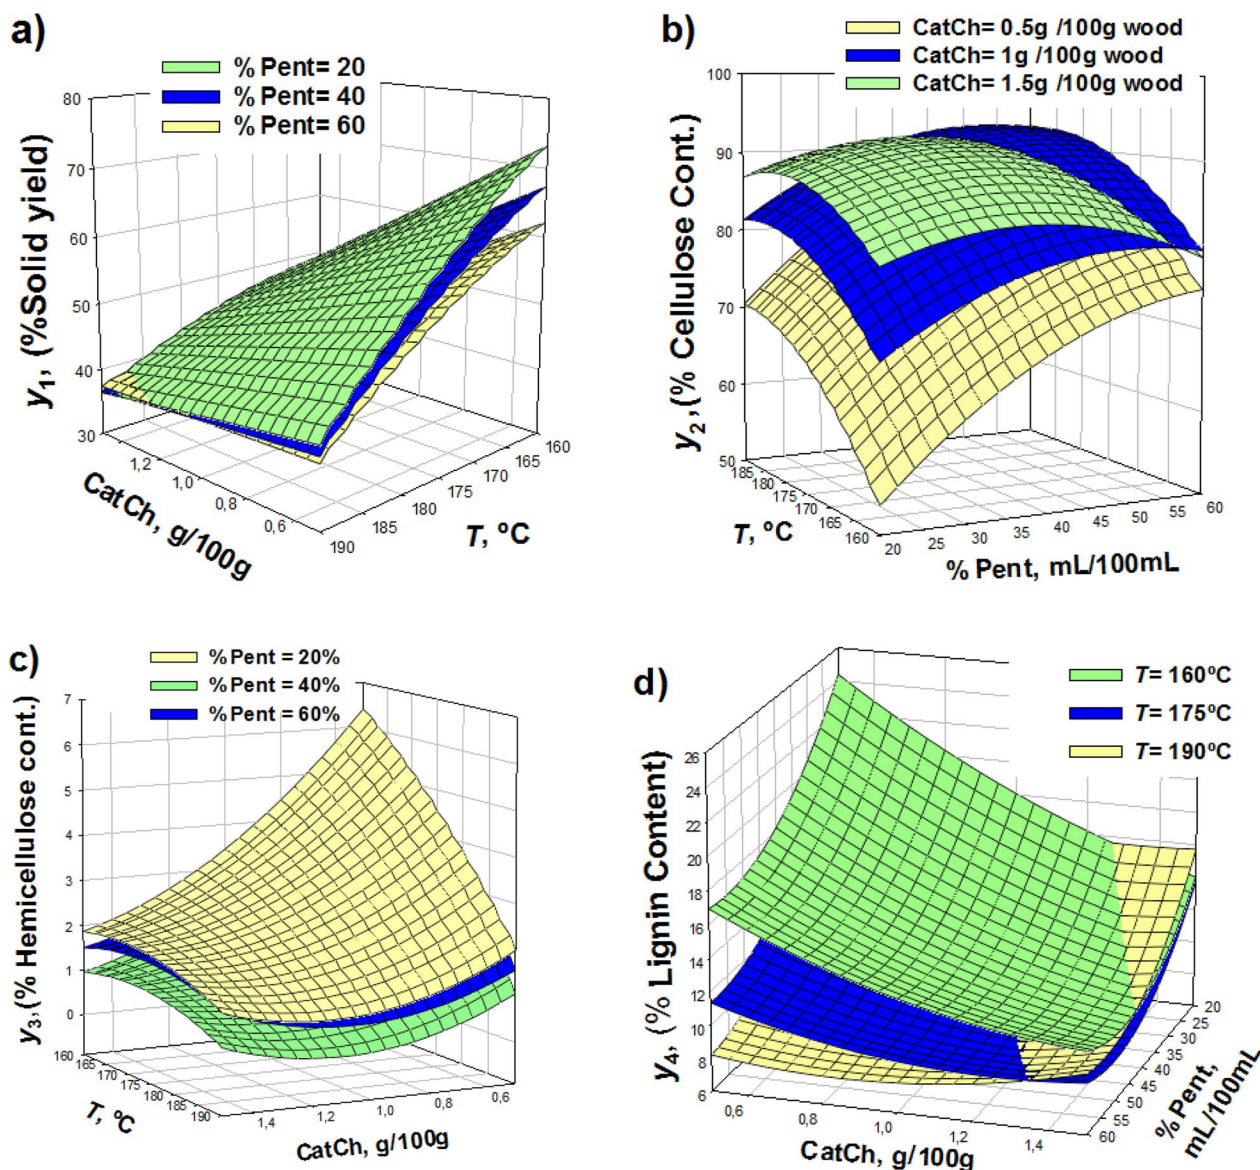 a)
% Pent= 20
% Pent= 40
% Pent= 60
80
70
60
50
40
30
y1, (%Solid yield)
1,2
1,0
0,8
0,6
CatCh, g/100g
160
165
170
175
180
185
190
T, ºC
b)
CatCh= 0.5g /100g wood
CatCh= 1g /100g wood
CatCh= 1.5g /100g wood
100
90
80
70
60
50
y2,(% Cellulose Cont.)
185
180
175
170
165
160
T, ºC
20
25
30
35
40
45
50
55
60
% Pent, mL/100mL
c)
% Pent = 20%
% Pent = 40%
% Pent = 60%
7
6
5
4
3
2
1
0
y3,(% Hemicellulose cont.)
160
165
170
175
180
185
190
T, ºC
1,4
1,2
1,0
0,8
0,6
CatCh, g/100g
d)
T= 160ºC
T= 175ºC
T= 190ºC
26
24
22
20
18
16
14
12
10
8
6
y4, (% Lignin Content)
0,6
0,8
1,0
1,2
1,4
CatCh, g/100g
20
25
30
35
40
45
50
55
60
% Pent,
mL/100mL